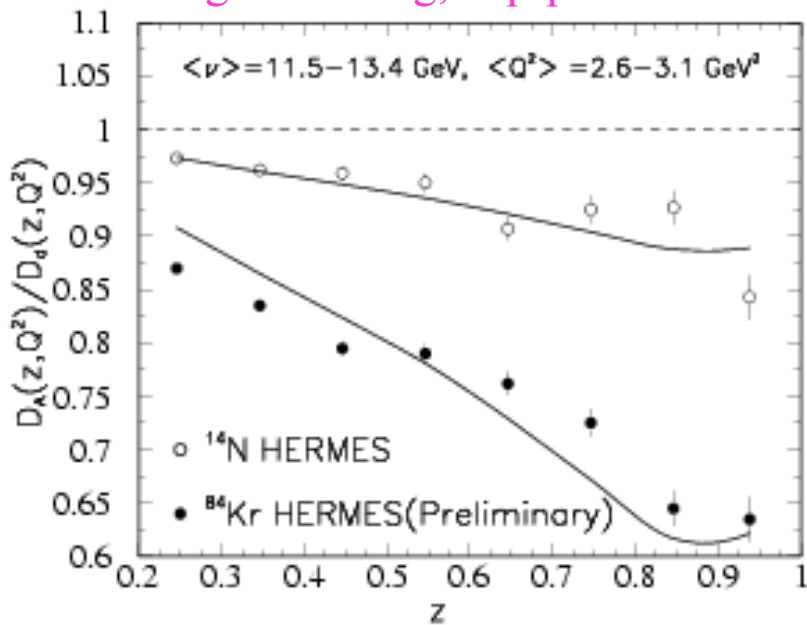 1.1
1.05
1
0.95
0.9
0.85
0.8
0.75
0.7
0.65
0.6
<ν>=11.5−13.4 GeV, <Q²> =2.6−3.1 GeV²
D_A(z,Q²)/D_d(z,Q²)
¹⁴N HERMES
⁸⁴Kr HERMES(Preliminary)
0.2 0.3 0.4 0.5 0.6 0.7 0.8 0.9 1
z